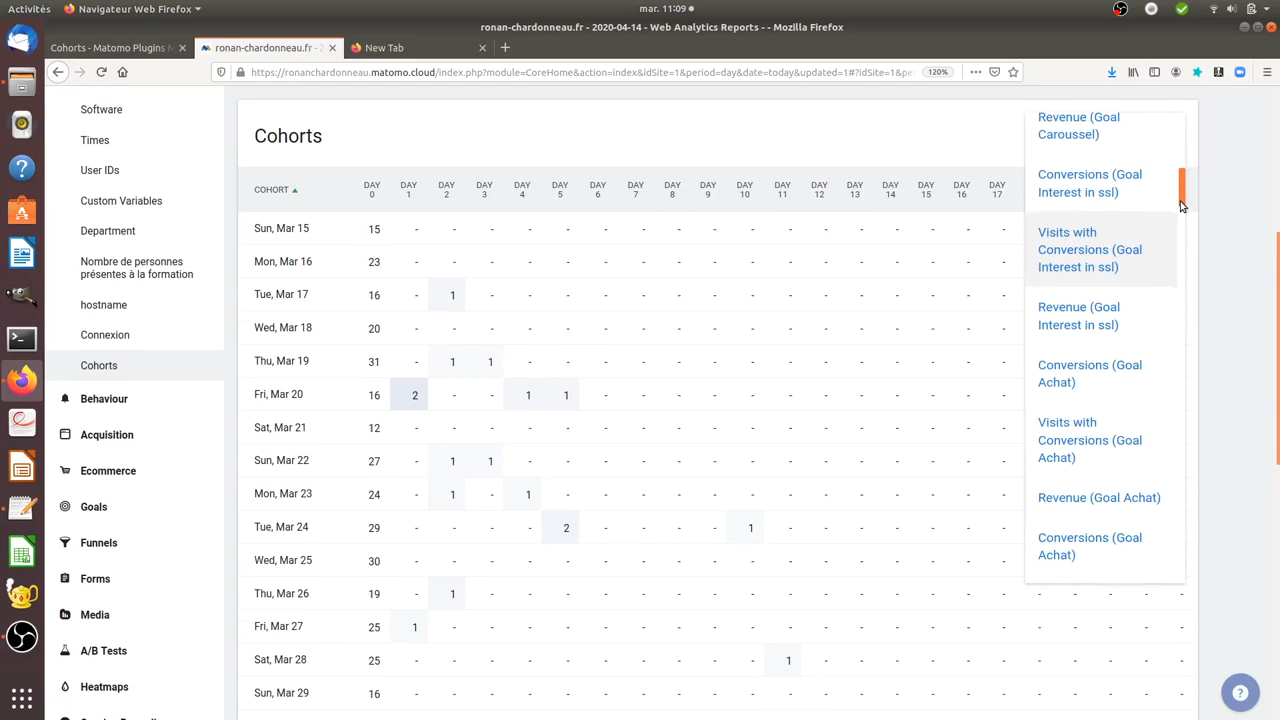 Activités Navigateur Web Firefox mar. 11:09
ronan-chardonneau.fr - 2020-04-14 - Web Analytics Reports - Mozilla Firefox
Cohorts - Matomo Plugins M ronan-chardonneau.fr - 2 New Tab
https://ronanchardonneau.matomo.cloud/index.php?module=CoreHome&action=index&idSite=1&period=day&date=today&updated=1#?idSite=1&pe 120%
Software
Times
User IDs
Custom Variables
Department
Nombre de personnes
présentes à la formation
hostname
Connexion
Cohorts
Behaviour
Acquisition
Ecommerce
Goals
Funnels
Forms
Media
A/B Tests
Heatmaps
Cohorts
COHORT DAY 0 DAY 1 DAY 2 DAY 3 DAY 4 DAY 5 DAY 6 DAY 7 DAY 8 DAY 9 DAY 10 DAY 11 DAY 12 DAY 13 DAY 14 DAY 15 DAY 16 DAY 17
Sun, Mar 15 15 - - - - - - - - - - - - - - - - -
Mon, Mar 16 23 - - - - - - - - - - - - - - - - -
Tue, Mar 17 16 - 1 - - - - - - - - - - - - - - -
Wed, Mar 18 20 - - - - - - - - - - - - - - - - -
Thu, Mar 19 31 - 1 1 - - - - - - - - - - - - - -
Fri, Mar 20 16 2 - - 1 1 - - - - - - - - - - - -
Sat, Mar 21 12 - - - - - - - - - - - - - - - - -
Sun, Mar 22 27 - 1 1 - - - - - - - - - - - - - -
Mon, Mar 23 24 - 1 - 1 - - - - - - - - - - - - -
Tue, Mar 24 29 - - - - 2 - - - - 1 - - - - - - -
Wed, Mar 25 30 - - - - - - - - - - - - - - - - -
Thu, Mar 26 19 - 1 - - - - - - - - - - - - - - - - - - - -
Fri, Mar 27 25 1 - - - - - - - - - - - - - - - - - - - - -
Sat, Mar 28 25 - - - - - - - - - - 1 - - - - - - - - - - -
Sun, Mar 29 16 - - - - - - - - - - - - - - - - - - - - - -
Revenue (Goal
Caroussel)
Conversions (Goal
Interest in ssl)
Visits with
Conversions (Goal
Interest in ssl)
Revenue (Goal
Interest in ssl)
Conversions (Goal
Achat)
Visits with
Conversions (Goal
Achat)
Revenue (Goal Achat)
Conversions (Goal
Achat)